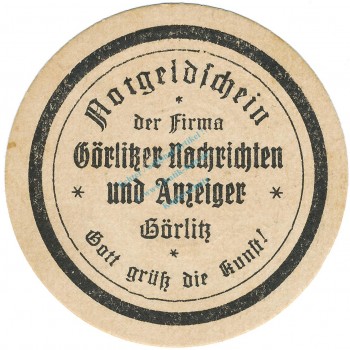 Notgeldschein
*
der Firma
Görlitzer Nachrichten
* und Anzeiger *
Görlitz
Gott grüß die Kunst!